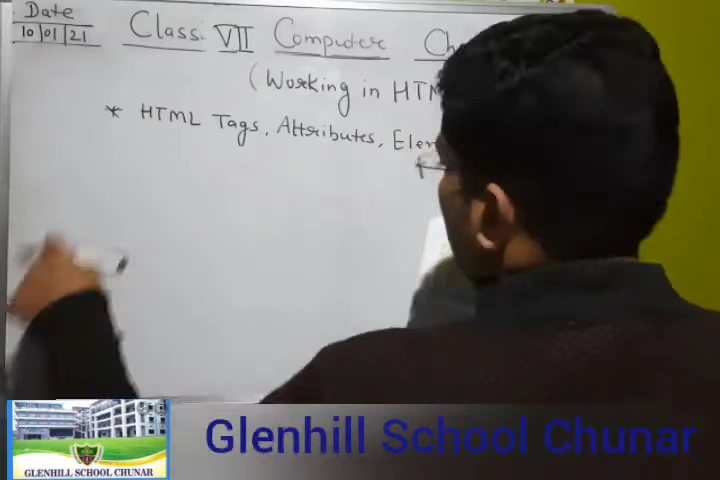 Date
10|01|21
Class. VII Computer
(Working in HTM
* HTML Tags, Attributes, Elem
GLENHILL SCHOOL CHUNAR
Glenhill School Chunar